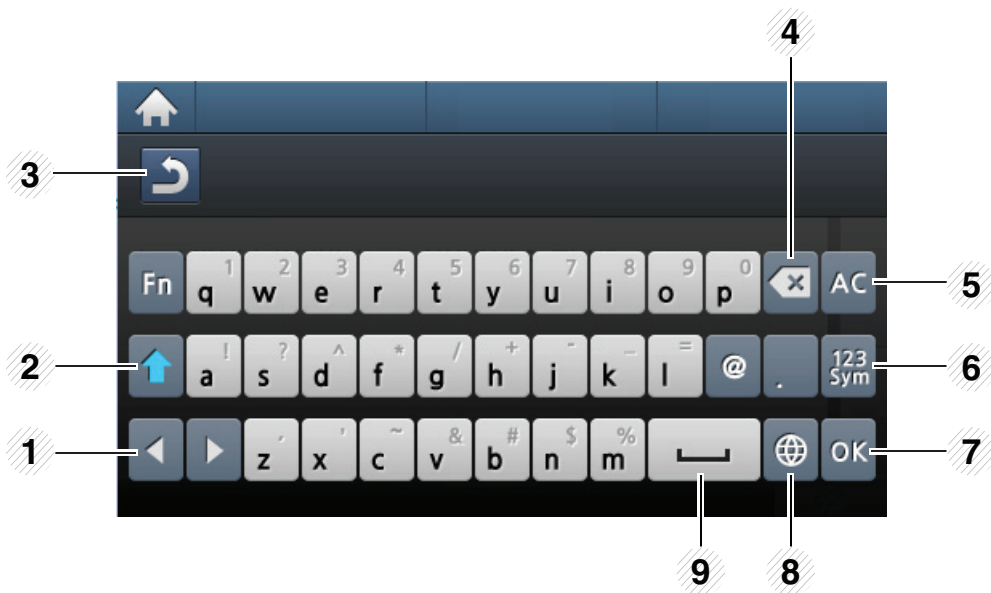 4
3
Fn q 1 w 2 e 3 r 4 t 5 y 6 u 7 i 8 o 9 p 0 AC
5
2
a ! s ? d ^ f * g / h + j - k _ l = @ . 123 Sym
6
1
z ´ x ' c ~ v & b # n $ m % OK
7
9 8